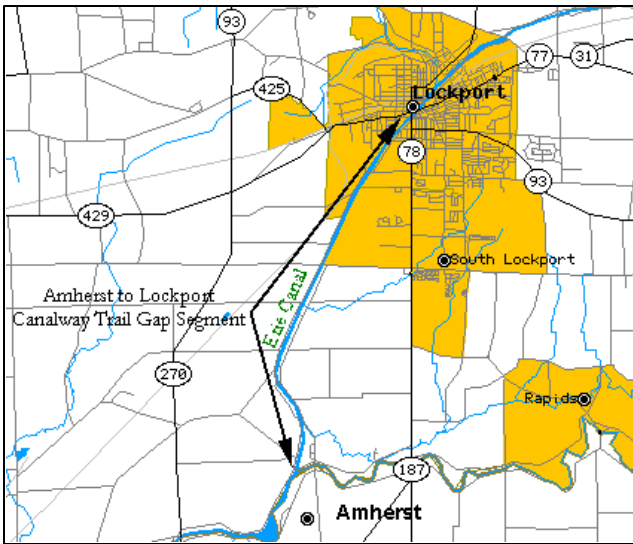 93
77
31
425
Lockport
78
93
429
South Lockport
Amherst to Lockport
Canalway Trail Gap Segment
Erie Canal
270
Rapids
187
Amherst